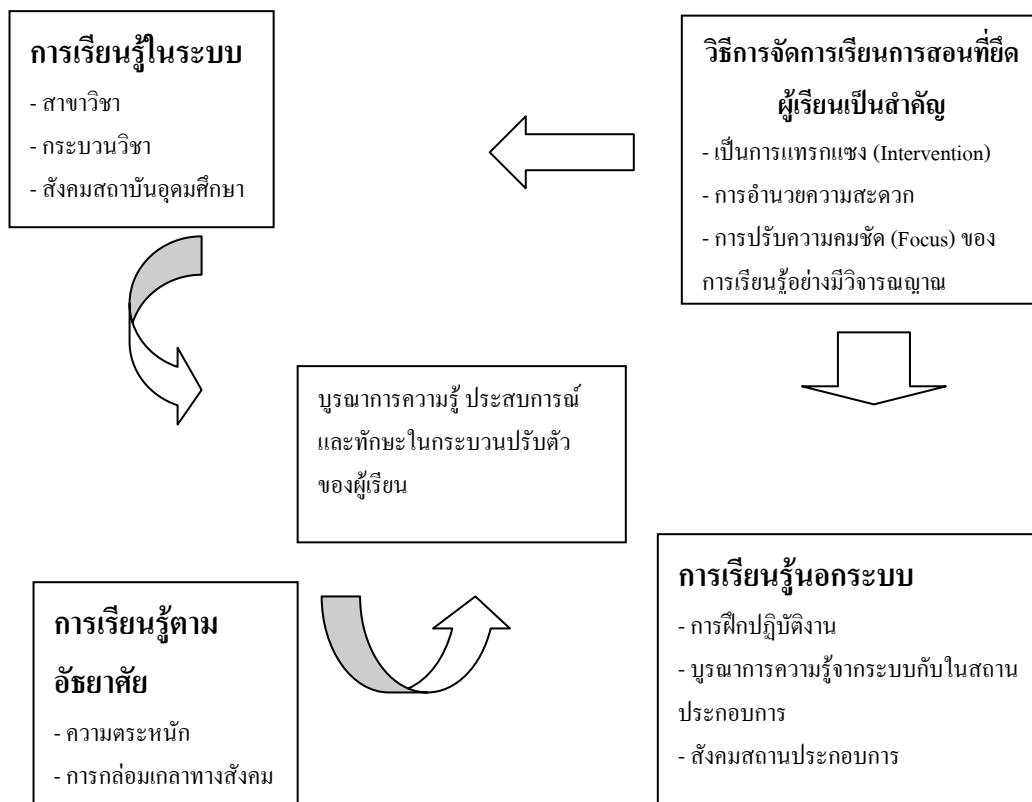 การเรียนรู้ในระบบ
- สาขาวิชา
- กระบวนวิชา
- สังคมสถาบันอุดมศึกษา
วิธีการจัดการเรียนการสอนที่ยึด
ผู้เรียนเป็นสำคัญ
- เป็นการแทรกแซง (Intervention)
- การอำนวยความสะดวก
- การปรับความคมชัด (Focus) ของ
การเรียนรู้อย่างมีวิจารณญาณ
บูรณาการความรู้ ประสบการณ์
และทักษะในกระบวนปรับตัว
ของผู้เรียน
การเรียนรู้ตาม
อัธยาศัย
- ความตระหนัก
- การกล่อมเกลาทางสังคม
การเรียนรู้นอกระบบ
- การฝึกปฏิบัติงาน
- บูรณาการความรู้จากระบบกับในสถาน
ประกอบการ
- สังคมสถานประกอบการ